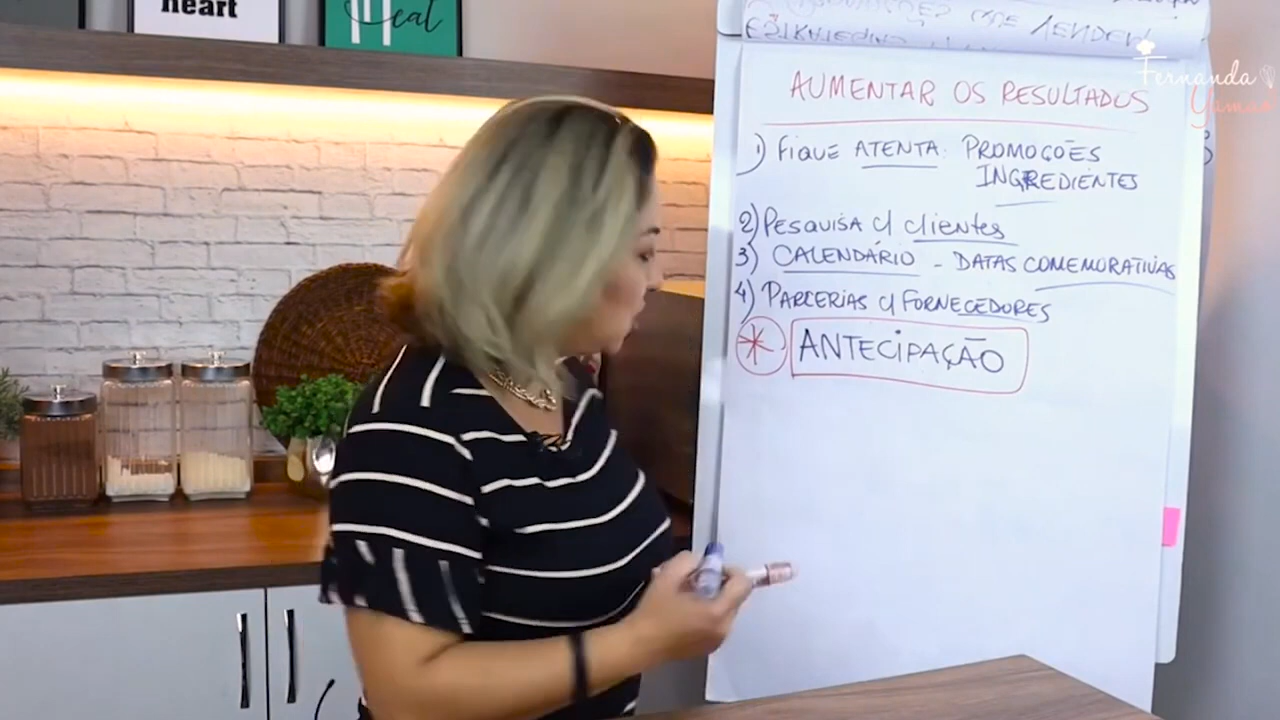 heart
eat
AUMENTAR OS RESULTADOS
1) FIQUE ATENTA: PROMOÇÕES
INGREDIENTES
2) PESQUISA C/ CLIENTES
3) CALENDÁRIO - DATAS COMEMORATIVAS
4) PARCERIAS C/ FORNECEDORES
* ANTECIPAÇÃO
Fernanda